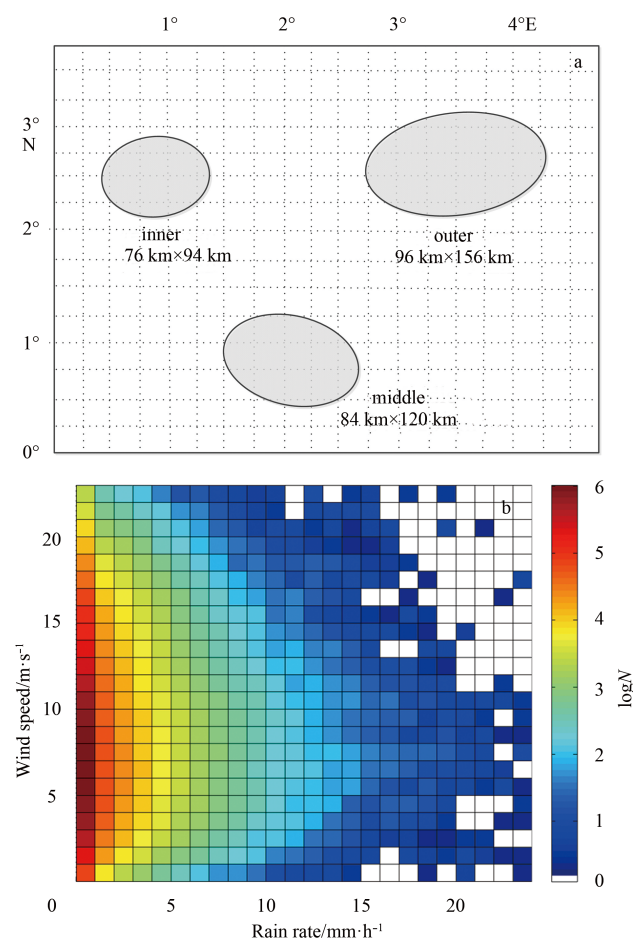 1° 2° 3° 4°E
a
3°
N
2°
1°
0°
inner
76 km×94 km
outer
96 km×156 km
middle
84 km×120 km
b
20
15
10
5
0
5 10 15 20
Wind speed/m·s⁻¹
Rain rate/mm·h⁻¹
6
5
4
3
2
1
0
logN